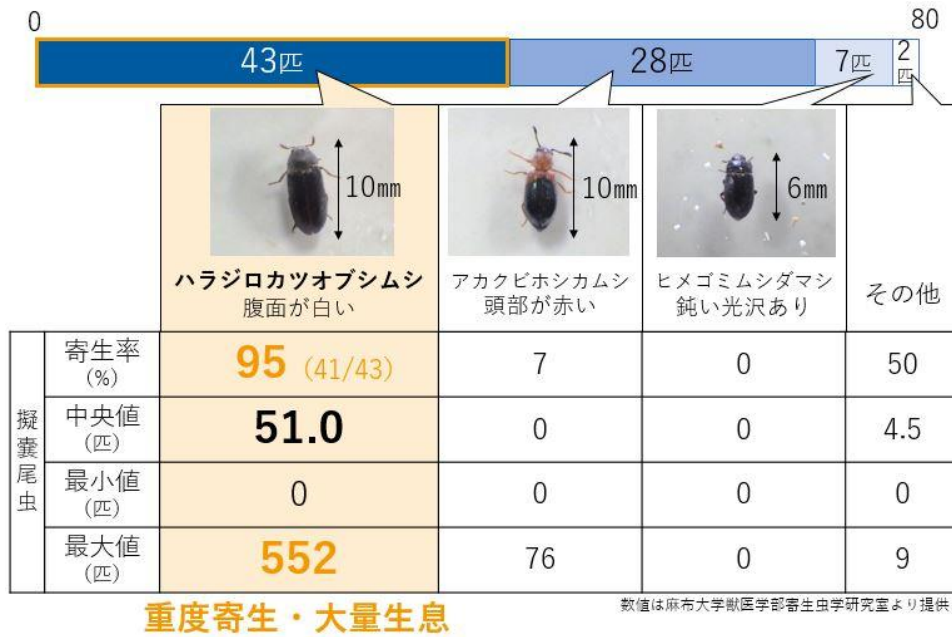 0 80
43匹 28匹 7匹 2匹
10mm 10mm 6mm
ハラジロカツオブシムシ アカクビホシカムシ ヒメゴミムシダマシ その他
腹面が白い 頭部が赤い 鈍い光沢あり
擬嚢尾虫
寄生率(%) 95 (41/43) 7 0 50
中央値(匹) 51.0 0 0 4.5
最小値(匹) 0 0 0 0
最大値(匹) 552 76 0 9
重度寄生・大量生息
数値は麻布大学獣医学部寄生虫学研究室より提供